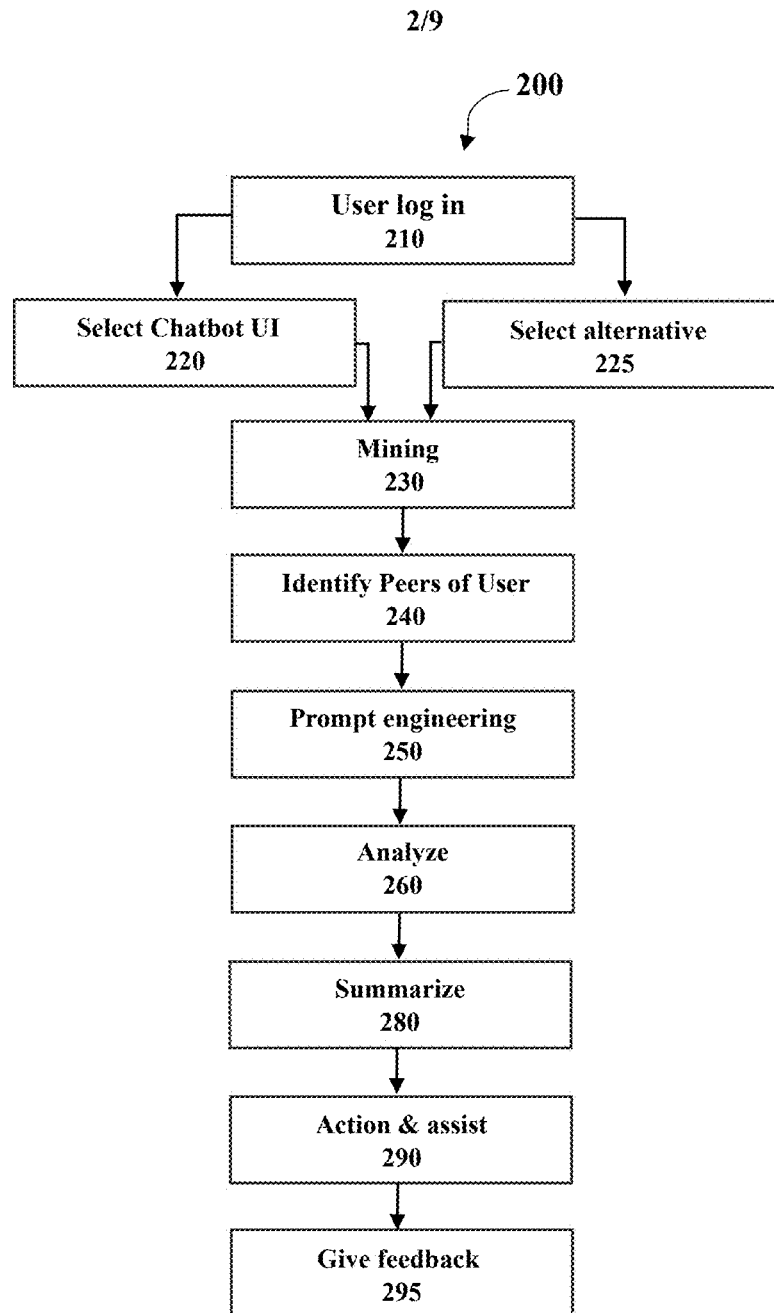 2/9
200
User log in
210
Select Chatbot UI
220
Select alternative
225
Mining
230
Identify Peers of User
240
Prompt engineering
250
Analyze
260
Summarize
280
Action & assist
290
Give feedback
295